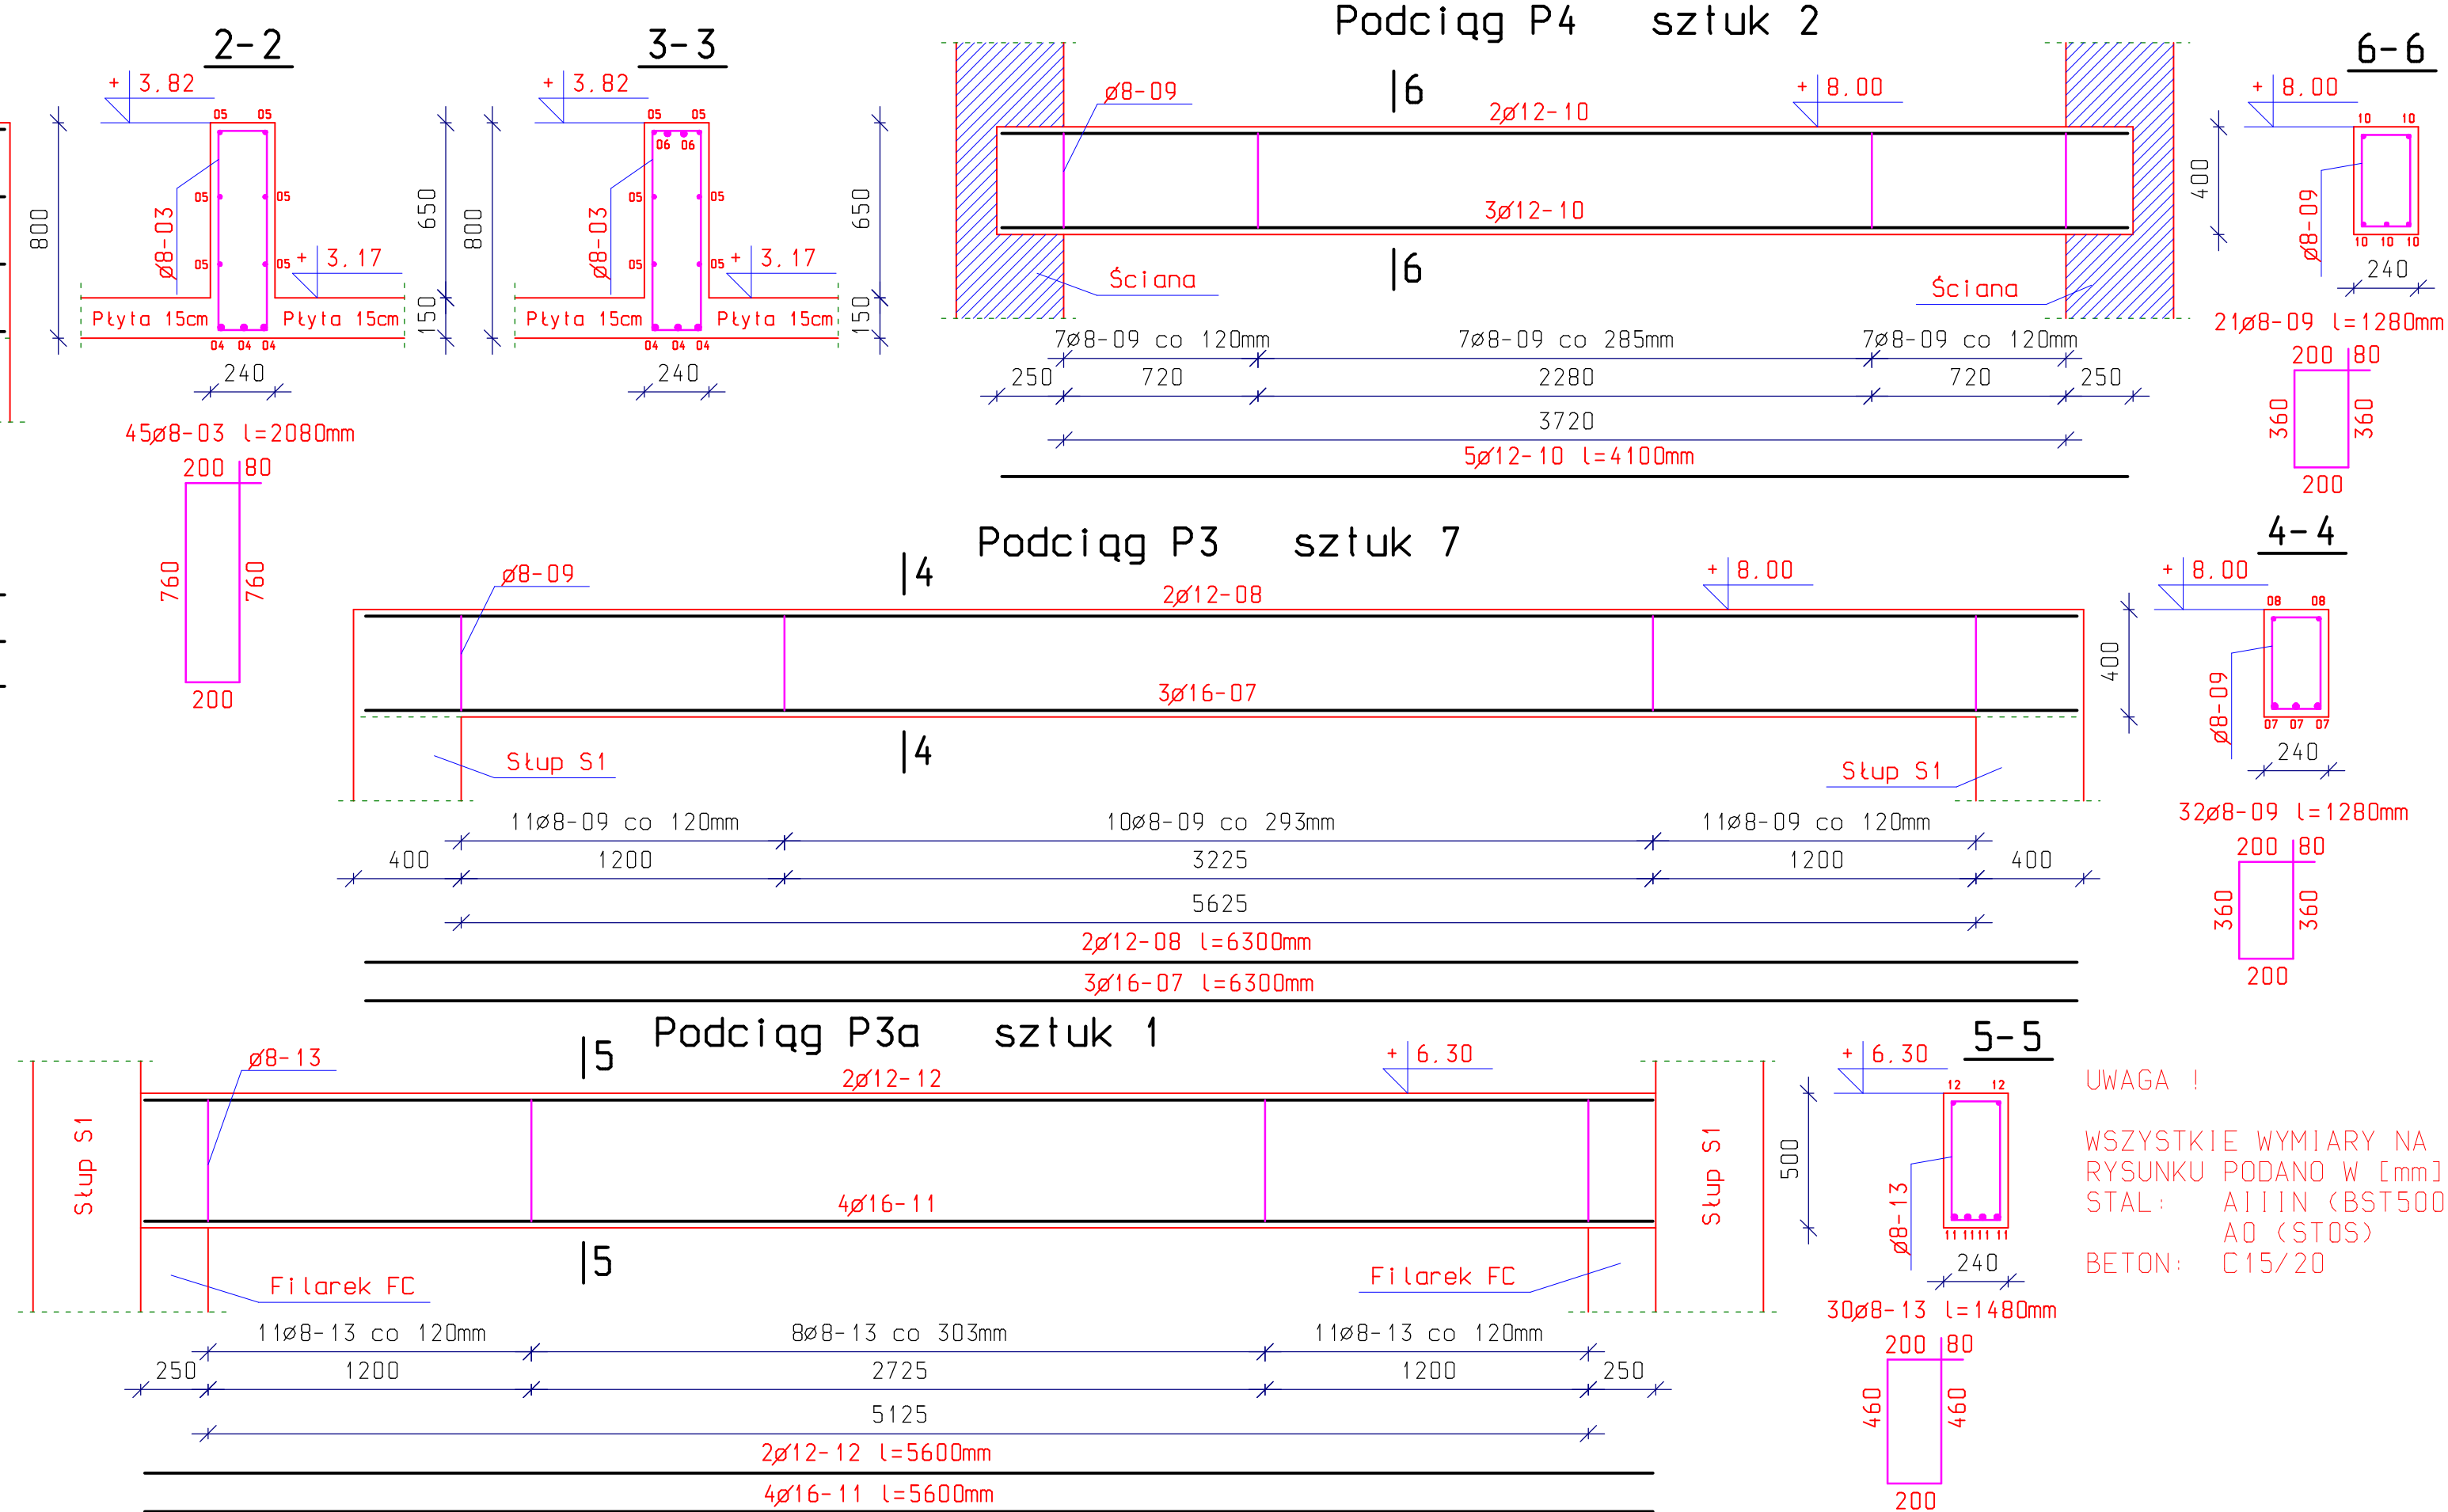 2-2
+ 3.82
05 05
05 05
05 05
ø8-03
800
650
150
+ 3.17
Płyta 15cm Płyta 15cm
04 04 04
240
45ø8-03 l=2080mm
200 80
760 760
200
3-3
+ 3.82
05 05
06 06
05 05
05 05
ø8-03
800
650
150
+ 3.17
Płyta 15cm Płyta 15cm
04 04 04
240
Podciąg P4 sztuk 2
ø8-09
6
2ø12-10
+ 8.00
3ø12-10
6
Ściana
Ściana
7ø8-09 co 120mm 7ø8-09 co 285mm 7ø8-09 co 120mm
250 720 2280 720 250
3720
5ø12-10 l=4100mm
6-6
+ 8.00
10 10
400
ø8-09
10 10 10
240
21ø8-09 l=1280mm
200 80
360 360
200
Podciąg P3 sztuk 7
ø8-09
4
2ø12-08
+ 8.00
3ø16-07
4
400
Słup S1
Słup S1
11ø8-09 co 120mm 10ø8-09 co 293mm 11ø8-09 co 120mm
400 1200 3225 1200 400
5625
2ø12-08 l=6300mm
3ø16-07 l=6300mm
4-4
+ 8.00
08 08
ø8-09
07 07 07
240
32ø8-09 l=1280mm
200 80
360 360
200
Podciąg P3a sztuk 1
ø8-13
5
2ø12-12
+ 6.30
Słup S1
4ø16-11
Słup S1
5
Filarek FC
Filarek FC
11ø8-13 co 120mm 8ø8-13 co 303mm 11ø8-13 co 120mm
250 1200 2725 1200 250
5125
2ø12-12 l=5600mm
4ø16-11 l=5600mm
5-5
+ 6.30
12 12
500
ø8-13
11 11 11 11
240
30ø8-13 l=1480mm
200 80
460 460
200
UWAGA !
WSZYSTKIE WYMIARY NA
RYSUNKU PODANO W [mm]
STAL: AIIIN (BST500
A0 (STOS)
BETON: C15/20